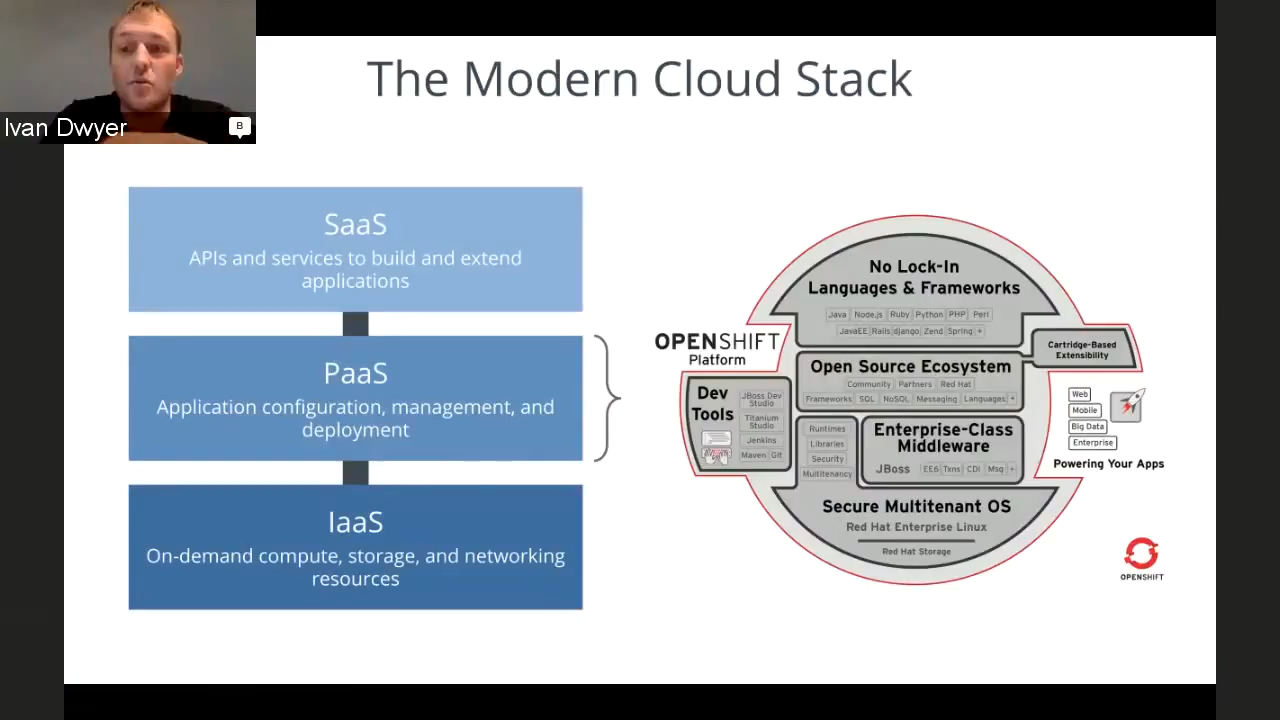 The Modern Cloud Stack
Ivan Dwyer
B
SaaS
APIs and services to build and extend
applications
PaaS
Application configuration, management, and
deployment
IaaS
On-demand compute, storage, and networking
resources
OPENSHIFT
Platform
No Lock-In
Languages & Frameworks
Java Node.js Ruby Python PHP Perl
JavaEE Rails django Zend Spring +
Cartridge-Based
Extensibility
Open Source Ecosystem
Community Partners Red Hat
Frameworks SQL NoSQL Messaging Languages +
Dev
Tools
JBoss Dev
Studio
Titanium
Studio
Jenkins
Maven Git
Runtimes
Libraries
Security
Multitenancy
Enterprise-Class
Middleware
JBoss EE6 Txns CDI Msg +
Secure Multitenant OS
Red Hat Enterprise Linux
Red Hat Storage
Web
Mobile
Big Data
Enterprise
Powering Your Apps
OPENSHIFT